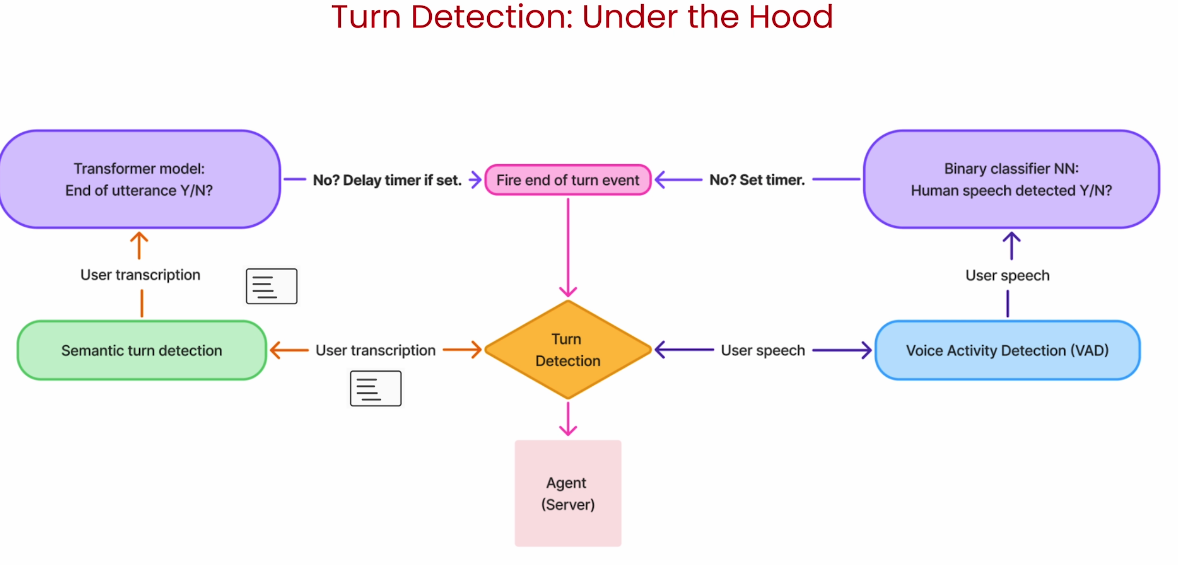 Turn Detection: Under the Hood
Transformer model:
End of utterance Y/N?
No? Delay timer if set.
Fire end of turn event
No? Set timer.
Binary classifier NN:
Human speech detected Y/N?
User transcription
User speech
Semantic turn detection
User transcription
Turn
Detection
User speech
Voice Activity Detection (VAD)
Agent
(Server)